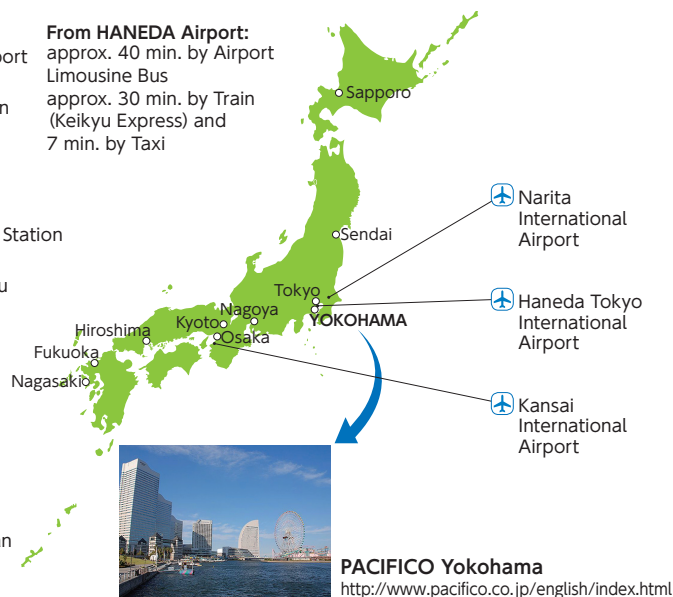 From HANEDA Airport:
approx. 40 min. by Airport
Limousine Bus
approx. 30 min. by Train
(Keikyu Express) and
7 min. by Taxi
Station
Sapporo
Sendai
Tokyo
YOKOHAMA
Nagoya
Kyoto
Osaka
Hiroshima
Fukuoka
Nagasaki
Narita
International
Airport
Haneda Tokyo
International
Airport
Kansai
International
Airport
PACIFICO Yokohama
http://www.pacifico.co.jp/english/index.html